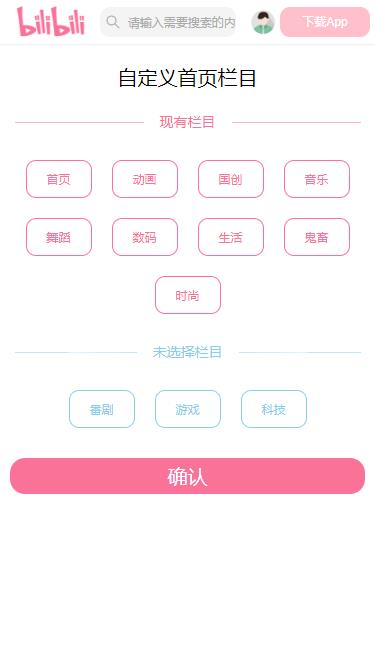 bilibili 请输入需要搜索的内 下载App
自定义首页栏目
现有栏目
首页 动画 国创 音乐
舞蹈 数码 生活 鬼畜
时尚
未选择栏目
番剧 游戏 科技
确认